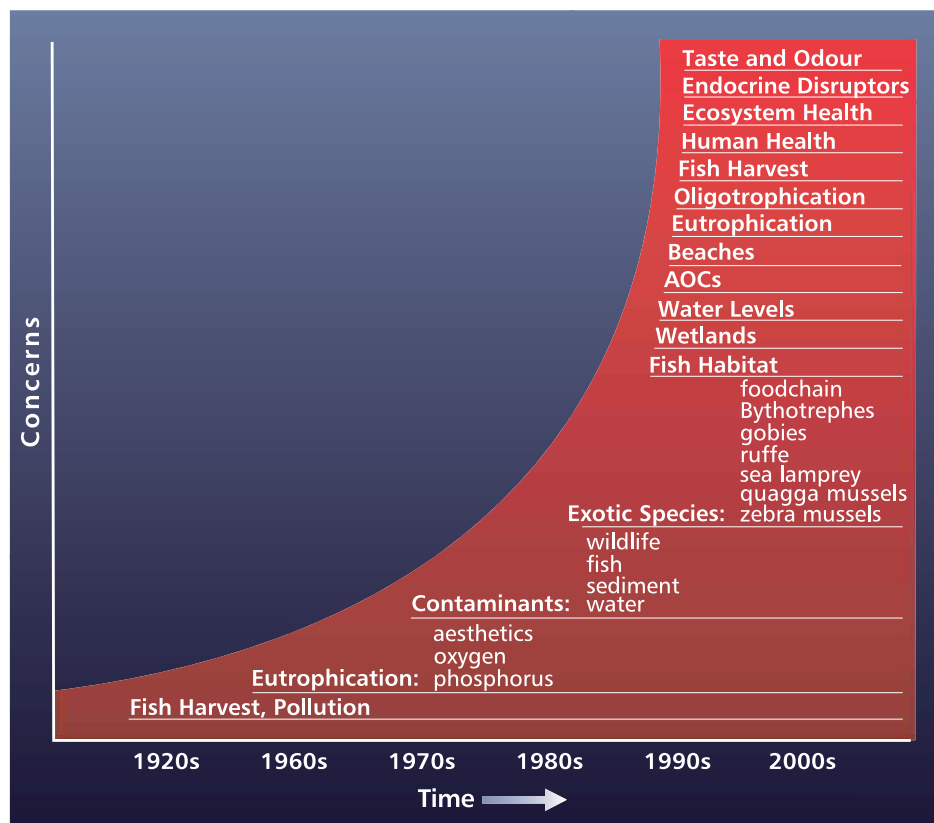 Taste and Odour
Endocrine Disruptors
Ecosystem Health
Human Health
Fish Harvest
Oligotrophication
Eutrophication
Beaches
AOCs
Water Levels
Wetlands
Fish Habitat
foodchain
Bythotrephes
gobies
ruffe
sea lamprey
quagga mussels
Exotic Species: zebra mussels
wildlife
fish
sediment
Contaminants: water
aesthetics
oxygen
Eutrophication: phosphorus
Fish Harvest, Pollution
Concerns
1920s 1960s 1970s 1980s 1990s 2000s
Time